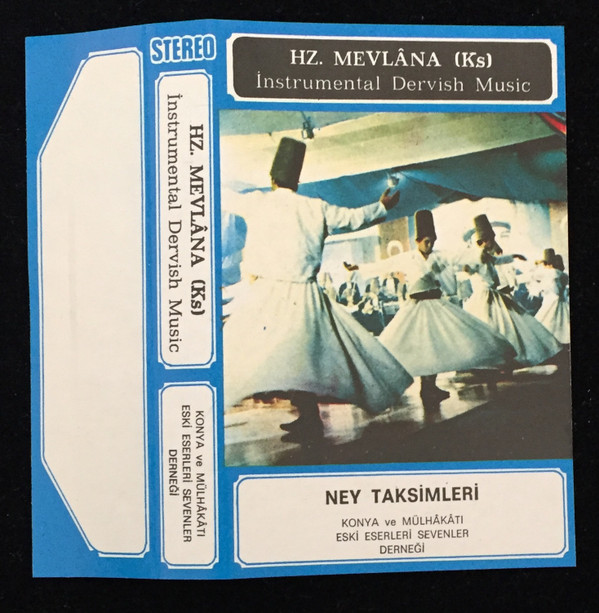 STEREO
HZ. MEVLÂNA (Ks)
İnstrumental Dervish Music
KONYA ve MÜLHÂKÂTI
ESKİ ESERLERİ SEVENLER
DERNEĞİ
HZ. MEVLÂNA (Ks)
İnstrumental Dervish Music
NEY TAKSİMLERİ
KONYA ve MÜLHÂKÂTI
ESKİ ESERLERİ SEVENLER
DERNEĞİ